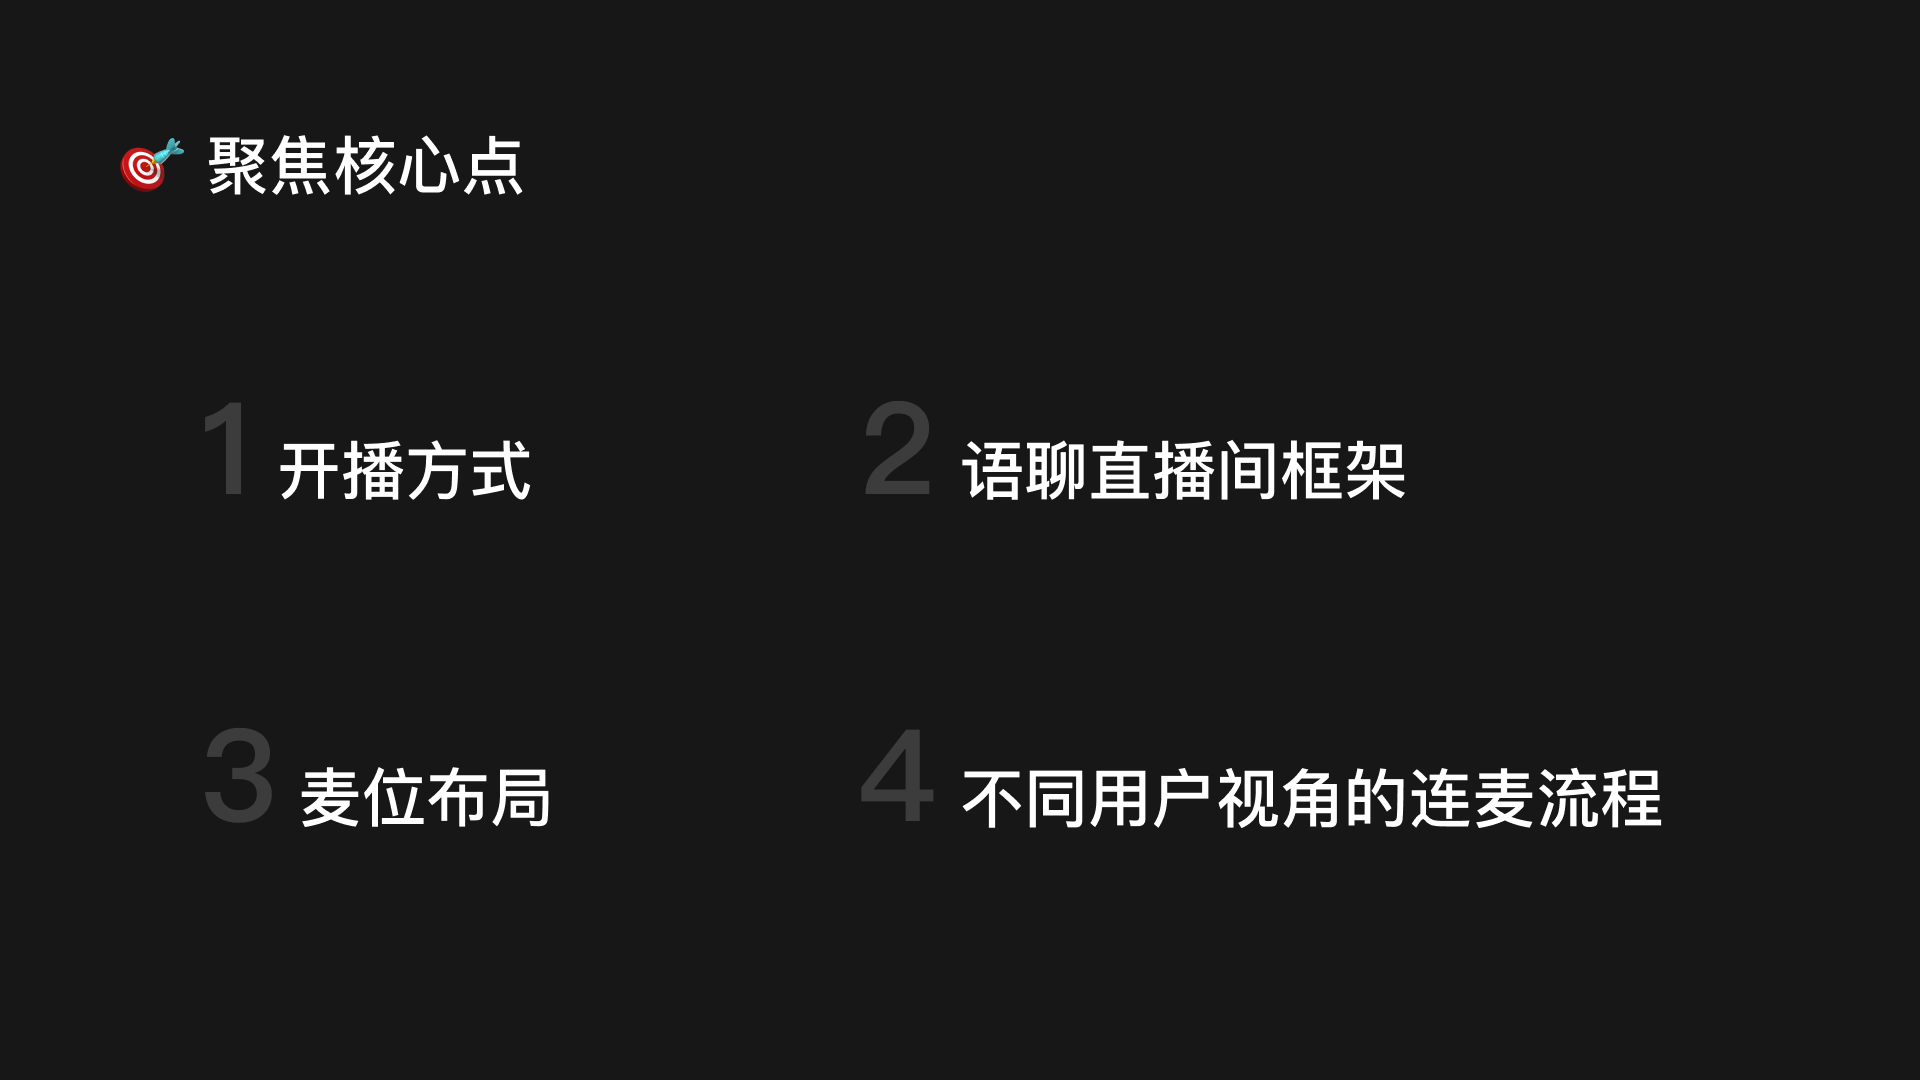 🎯 聚焦核心点
1 开播方式
2 语聊直播间框架
3 麦位布局
4 不同用户视角的连麦流程